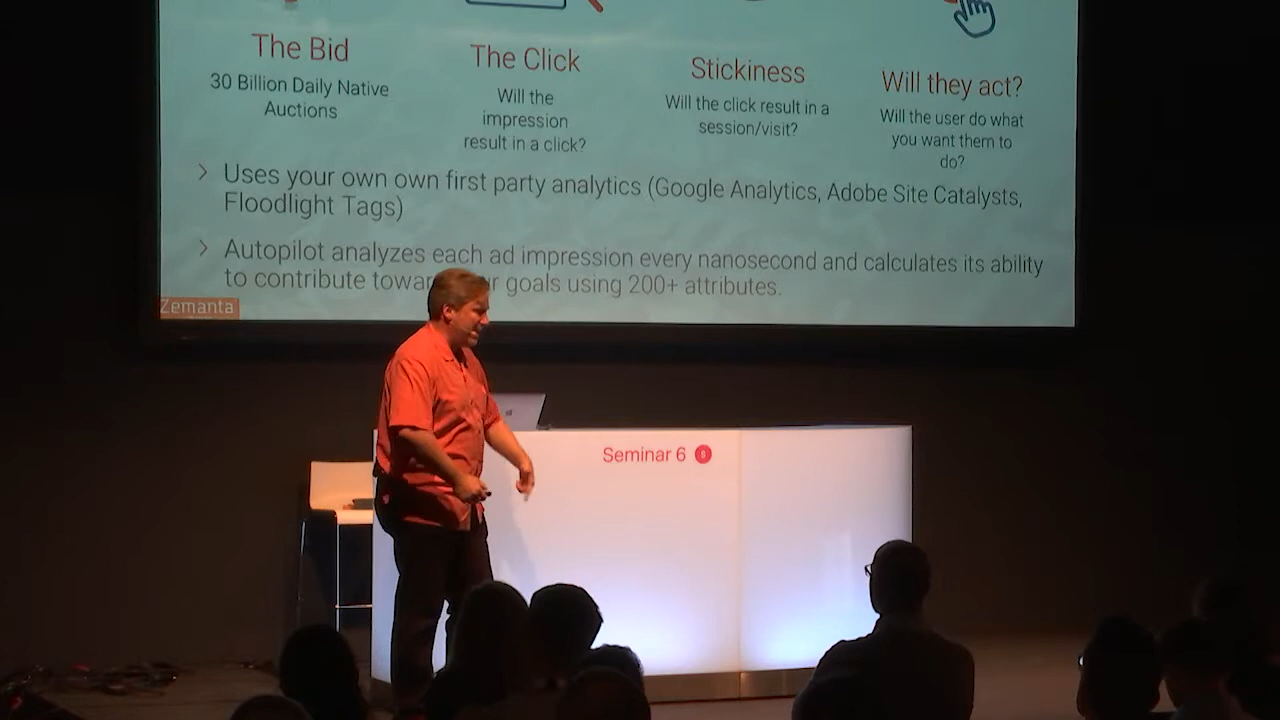 The Bid
30 Billion Daily Native
Auctions
The Click
Will the
impression
result in a click?
Stickiness
Will the click result in a
session/visit?
Will they act?
Will the user do what
you want them to
do?
Uses your own own first party analytics (Google Analytics, Adobe Site Catalysts,
Floodlight Tags)
Autopilot analyzes each ad impression every nanosecond and calculates its ability
to contribute goals using 200+ attributes.
Zemanta
Seminar 6